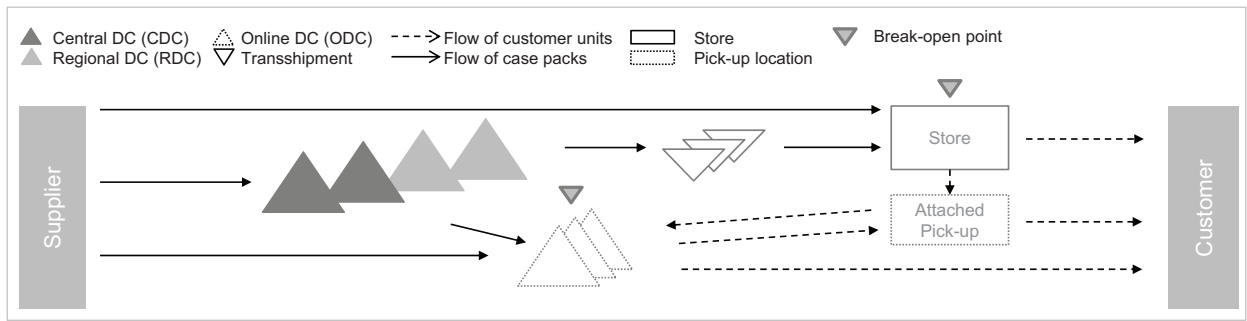 Central DC (CDC)
Online DC (ODC)
Flow of customer units
Store
Break-open point
Regional DC (RDC)
Transshipment
Flow of case packs
Pick-up location
Supplier
Store
Attached
Pick-up
Customer